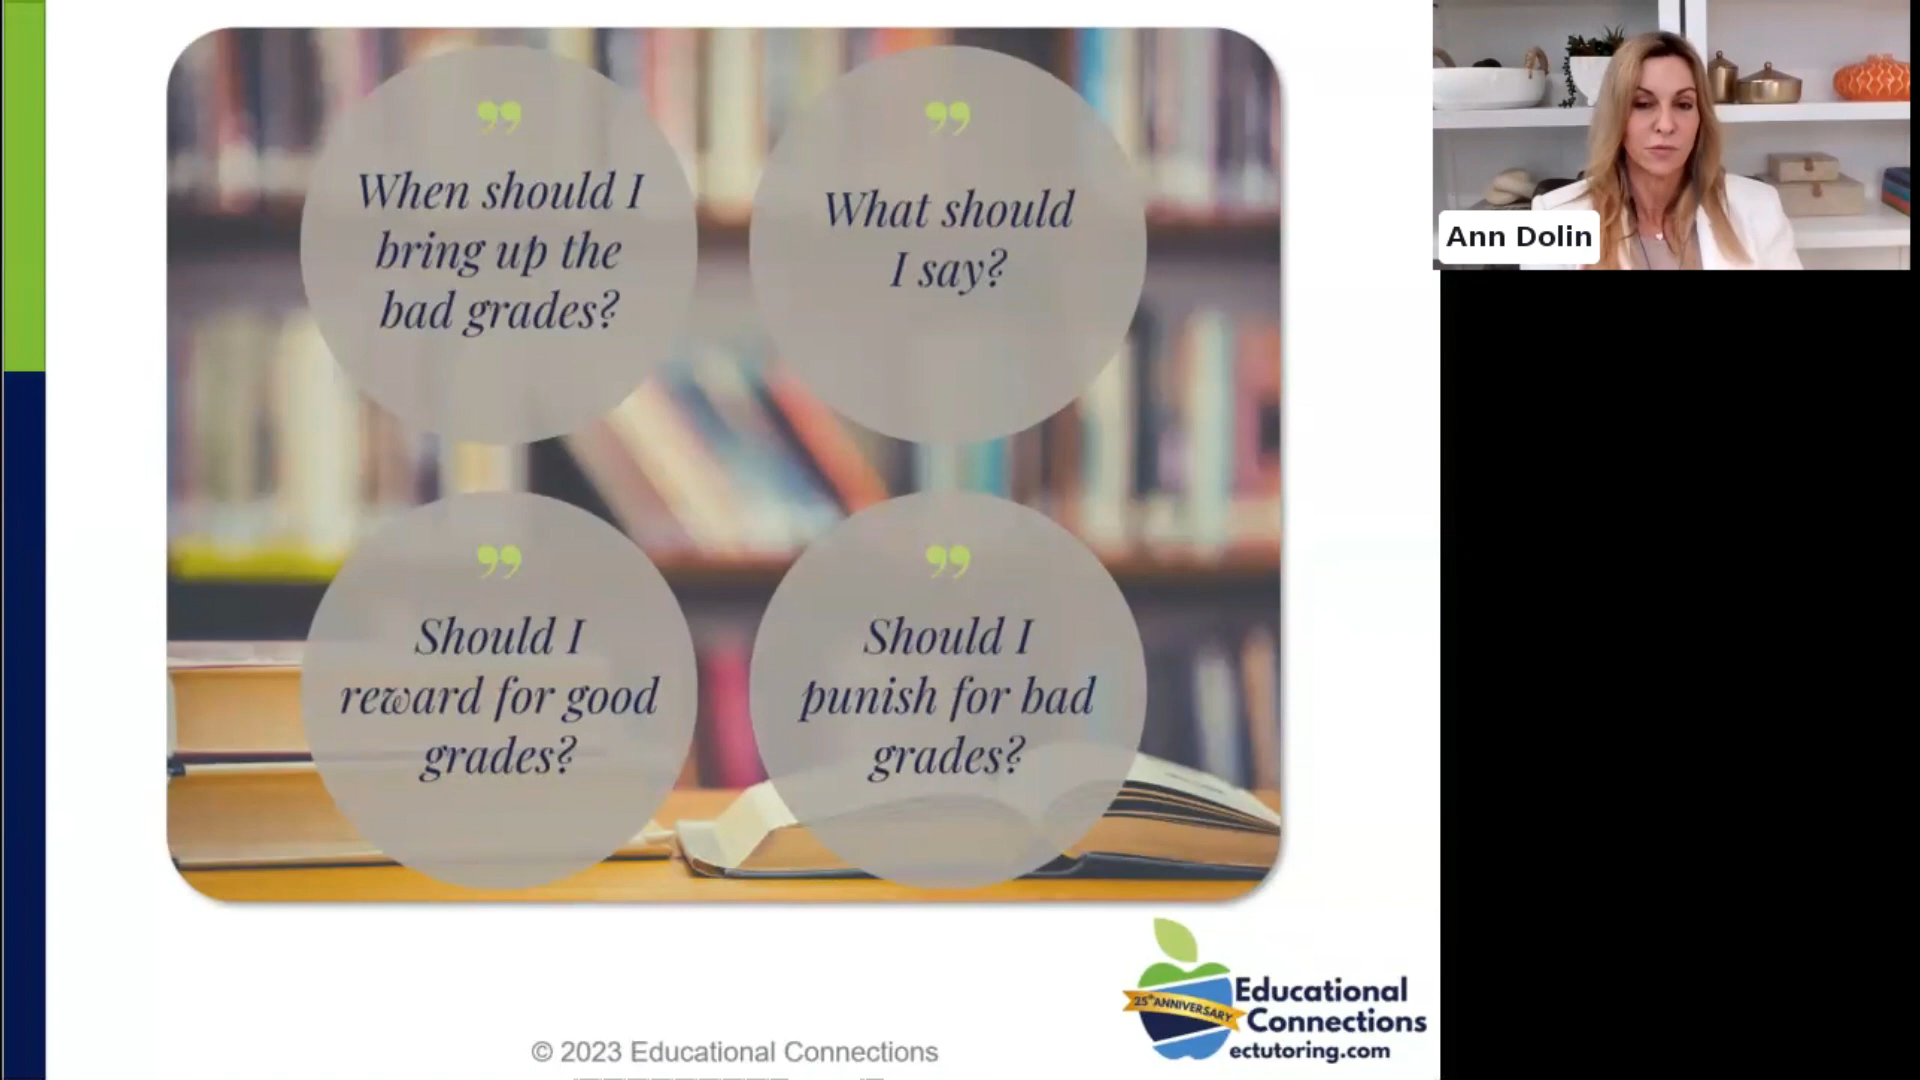 When should I
bring up the
bad grades?
What should
I say?
Should I
reward for good
grades?
Should I
punish for bad
grades?
Ann Dolin
25th ANNIVERSARY
Educational
Connections
ectutoring.com
© 2023 Educational Connections